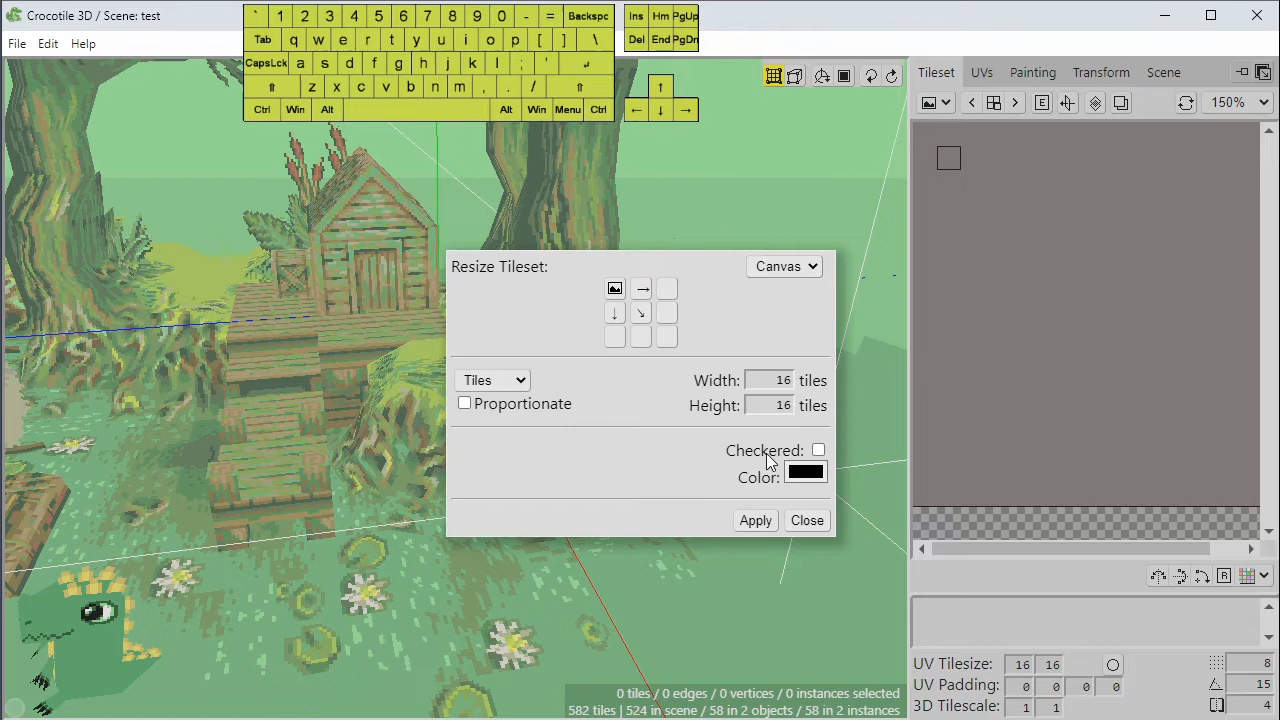 Crocotile 3D / Scene: test
File Edit Help
` 1 2 3 4 5 6 7 8 9 0 - = Backspc
Tab q w e r t y u i o p [ ] \
CapsLck a s d f g h j k l ; ' ↵
⇧ z x c v b n m , . / ⇧
Ctrl Win Alt Alt Win Menu Ctrl
Ins Hm PgUp
Del End PgDn
↑
← ↓ →
Tileset UVs Painting Transform Scene
E 150%
Resize Tileset: Canvas
Tiles
Width: 16 tiles
Proportionate
Height: 16 tiles
Checkered:
Color:
Apply Close
R
0 tiles / 0 edges / 0 vertices / 0 instances selected
582 tiles | 524 in scene / 58 in 2 objects / 58 in 2 instances
UV Tilesize: 16 16 8
UV Padding: 0 0 0 0 15
3D Tilescale: 1 1 4